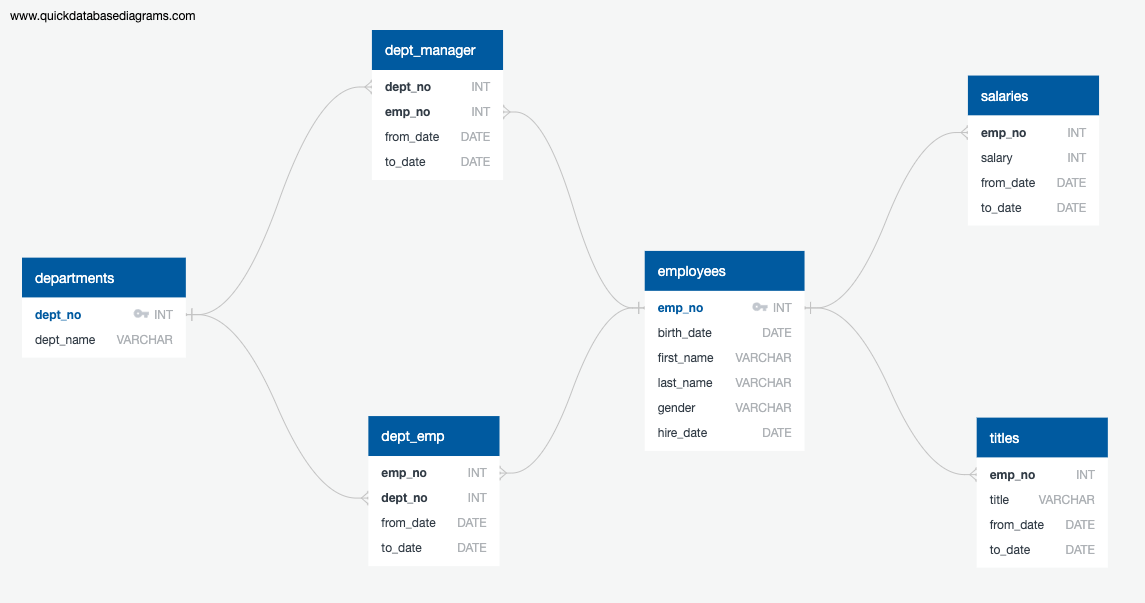 www.quickdatabasediagrams.com
dept_manager
dept_no INT
emp_no INT
from_date DATE
to_date DATE
salaries
emp_no INT
salary INT
from_date DATE
to_date DATE
departments
dept_no INT
dept_name VARCHAR
employees
emp_no INT
birth_date DATE
first_name VARCHAR
last_name VARCHAR
gender VARCHAR
hire_date DATE
dept_emp
emp_no INT
dept_no INT
from_date DATE
to_date DATE
titles
emp_no INT
title VARCHAR
from_date DATE
to_date DATE